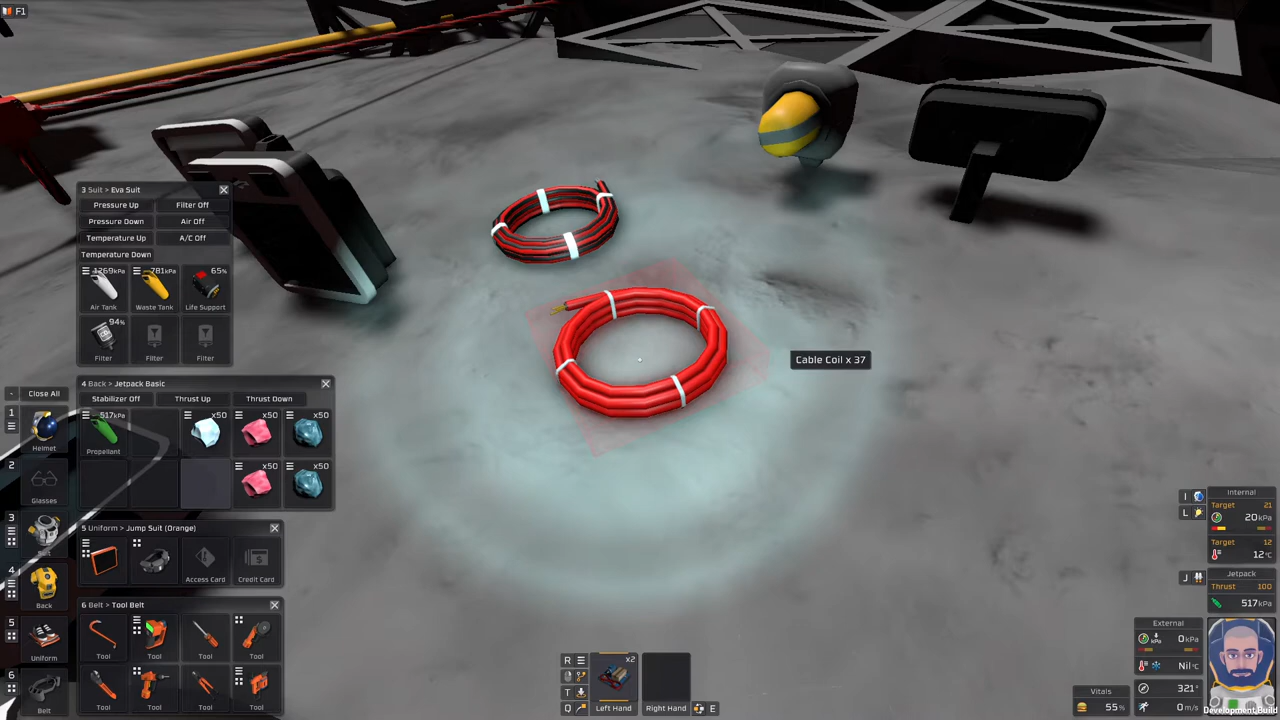 F1
3 Suit > Eva Suit
Pressure Up
Filter Off
Pressure Down
Air Off
Temperature Up
A/C Off
Temperature Down
1269kPa
781kPa
65%
Air Tank
Waste Tank
Life Support
94%
Filter
Filter
Filter
4 Back > Jetpack Basic
Stabilizer Off
Thrust Up
Thrust Down
517kPa
x50
x50
x50
Propellant
x50
x50
5 Uniform > Jump Suit (Orange)
Access Card
Credit Card
6 Belt > Tool Belt
Tool
Tool
Tool
Tool
Tool
Tool
Tool
Tool
- Close All
1
Helmet
2
Glasses
3
Suit
4
Back
5
Uniform
6
Belt
Cable Coil x 37
R
T
Q
x2
Left Hand
Right Hand
E
Internal
I
Target 21
L
20kPa
Target 12
12°C
J
Jetpack
Thrust 100
517kPa
External
kPa
0kPa
Nil°C
321°
0m/s
Vitals
55%
Development Build